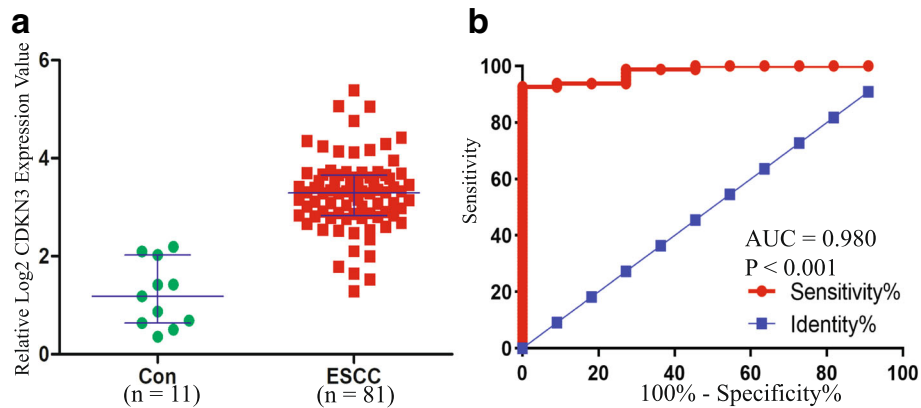 a
b
Relative Log2 CDKN3 Expression Value
6
4
2
0
Con
(n = 11)
ESCC
(n = 81)
Sensitivity
100
80
60
40
20
0
AUC = 0.980
P < 0.001
Sensitivity%
Identity%
0
20
40
60
80
100
100% - Specificity%